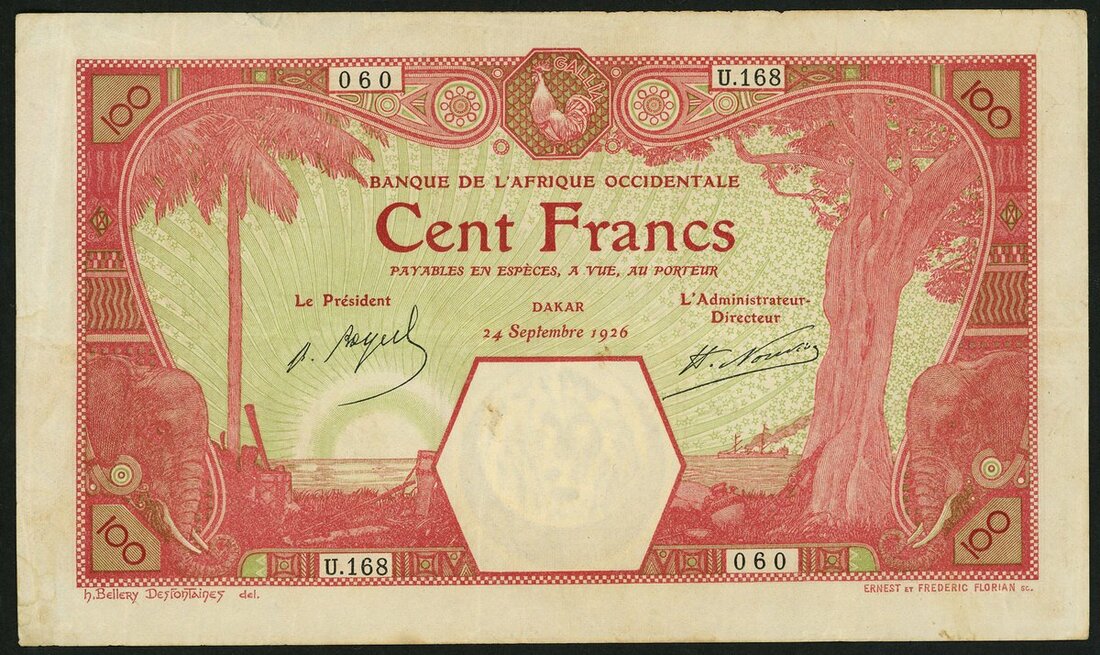 GALLIA
060
U.168
100
100
BANQUE DE L'AFRIQUE OCCIDENTALE
Cent Francs
PAYABLES EN ESPÈCES, A VUE, AU PORTEUR
Le Président
DAKAR
24 Septembre 1926
L'Administrateur-
Directeur
100
100
U.168
060
h. Bellery Desfontaines del.
ERNEST ET FREDERIC FLORIAN sc.